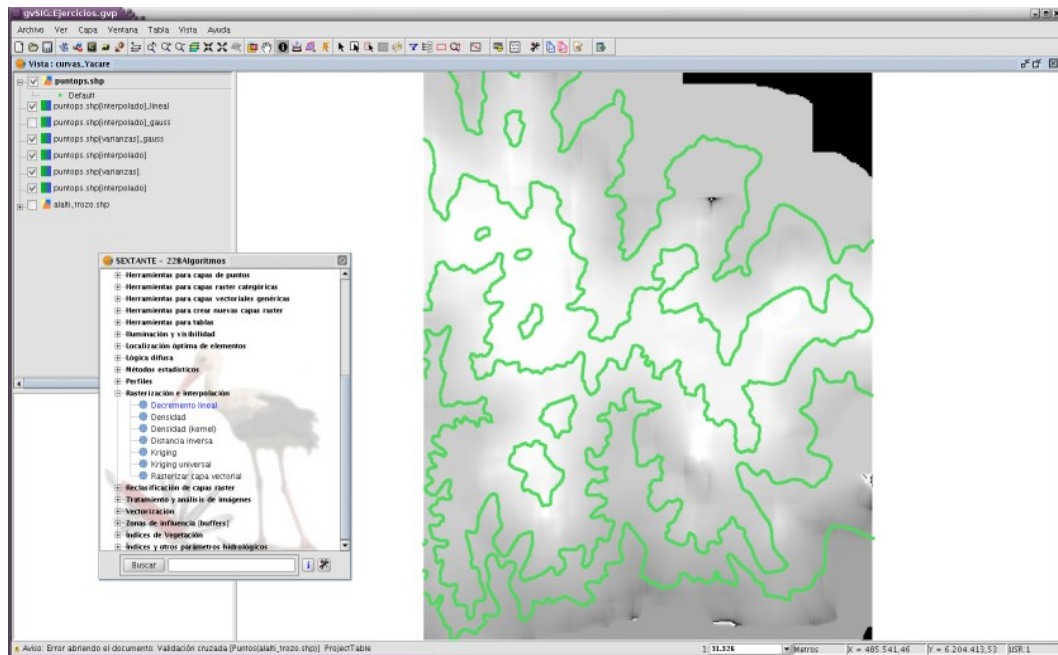 gvSIG:Ejercicios.gvp
Archivo Ver Capa Ventana Tabla Vista Ayuda
Vista : curvas_Yacare
puntops.shp
Default
puntops.shp[interpolado]_lineal
puntops.shp[interpolado]_gauss
puntops.shp[varianzas]_gauss
puntops.shp[interpolado]
puntops.shp[varianzas].
puntops.shp[interpolado]
alalti_trozo.shp
SEXTANTE - 228Algoritmos
Herramientas para capas de puntos
Herramientas para capas raster categóricas
Herramientas para capas vectoriales genéricas
Herramientas para crear nuevas capas raster
Herramientas para tablas
Iluminación y visibilidad
Localización óptima de elementos
Lógica difusa
Métodos estadísticos
Perfiles
Rasterización e interpolación
Decremento lineal
Densidad
Densidad (kernel)
Distancia inversa
Kriging
Kriging universal
Rasterizar capa vectorial
Reclasificación de capas raster
Tratamiento y análisis de imágenes
Vectorización
Zonas de influencia [buffers]
Índices de Vegetación
Índices y otros parámetros hidrológicos
Buscar
Aviso: Error abriendo el documento: Validación cruzada [Puntos(alalti_trozo.shp)] ProjectTable
1: 31.326 Metros X = 485.541,46 Y = 6.204.413,53 USR:1